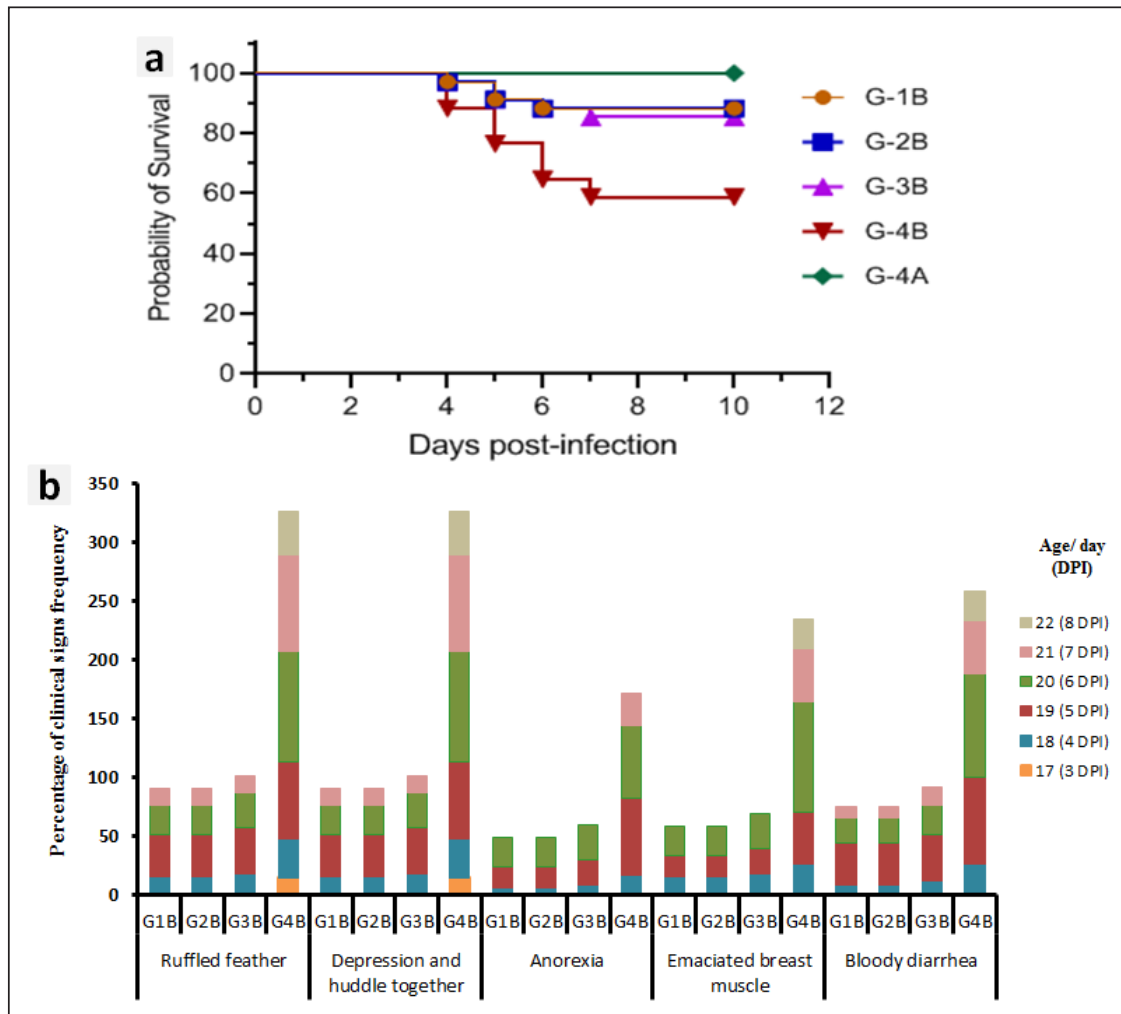 a
Probability of Survival
100
80
60
40
20
0
0 2 4 6 8 10 12
Days post-infection
G-1B
G-2B
G-3B
G-4B
G-4A
b
Percentage of clinical signs frequency
350
300
250
200
150
100
50
0
G1B G2B G3B G4B G1B G2B G3B G4B G1B G2B G3B G4B G1B G2B G3B G4B G1B G2B G3B G4B
Ruffled feather
Depression and
huddle together
Anorexia
Emaciated breast
muscle
Bloody diarrhea
Age/ day
(DPI)
22 (8 DPI)
21 (7 DPI)
20 (6 DPI)
19 (5 DPI)
18 (4 DPI)
17 (3 DPI)